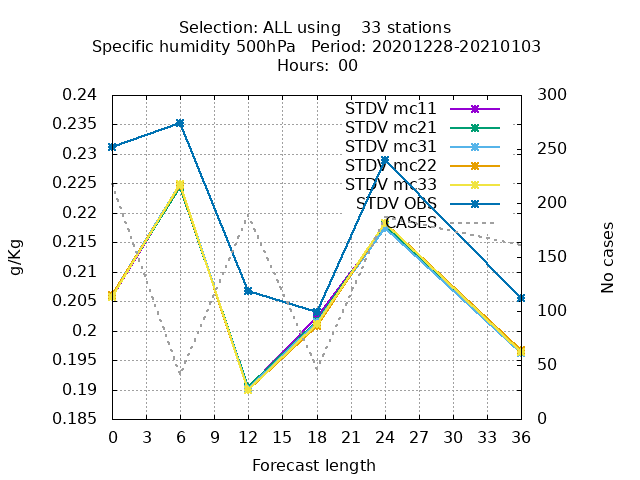 Selection: ALL using    33 stations
Specific humidity 500hPa   Period: 20201228-20210103
Hours: 00
0.24
0.235
0.23
0.225
0.22
0.215
0.21
0.205
0.2
0.195
0.19
0.185
g/Kg
STDV mc11
STDV mc21
STDV mc31
STDV mc22
STDV mc33
STDV OBS
CASES
300
250
200
150
100
50
0
No cases
0 3 6 9 12 15 18 21 24 27 30 33 36
Forecast length